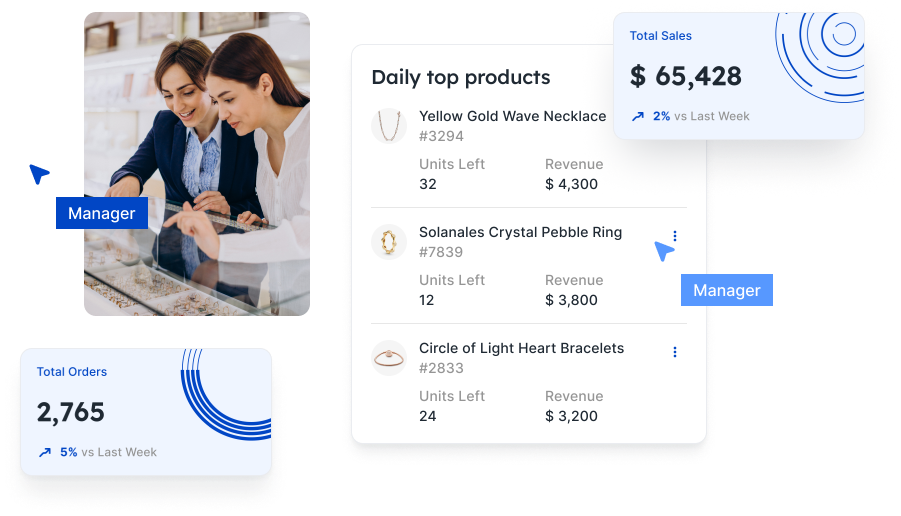 Manager
Total Orders
2,765
5% vs Last Week
Daily top products
Yellow Gold Wave Necklace
#3294
Units Left Revenue
32 $ 4,300
Solanales Crystal Pebble Ring
#7839
Units Left Revenue
12 $ 3,800
Circle of Light Heart Bracelets
#2833
Units Left Revenue
24 $ 3,200
Total Sales
$ 65,428
2% vs Last Week
Manager